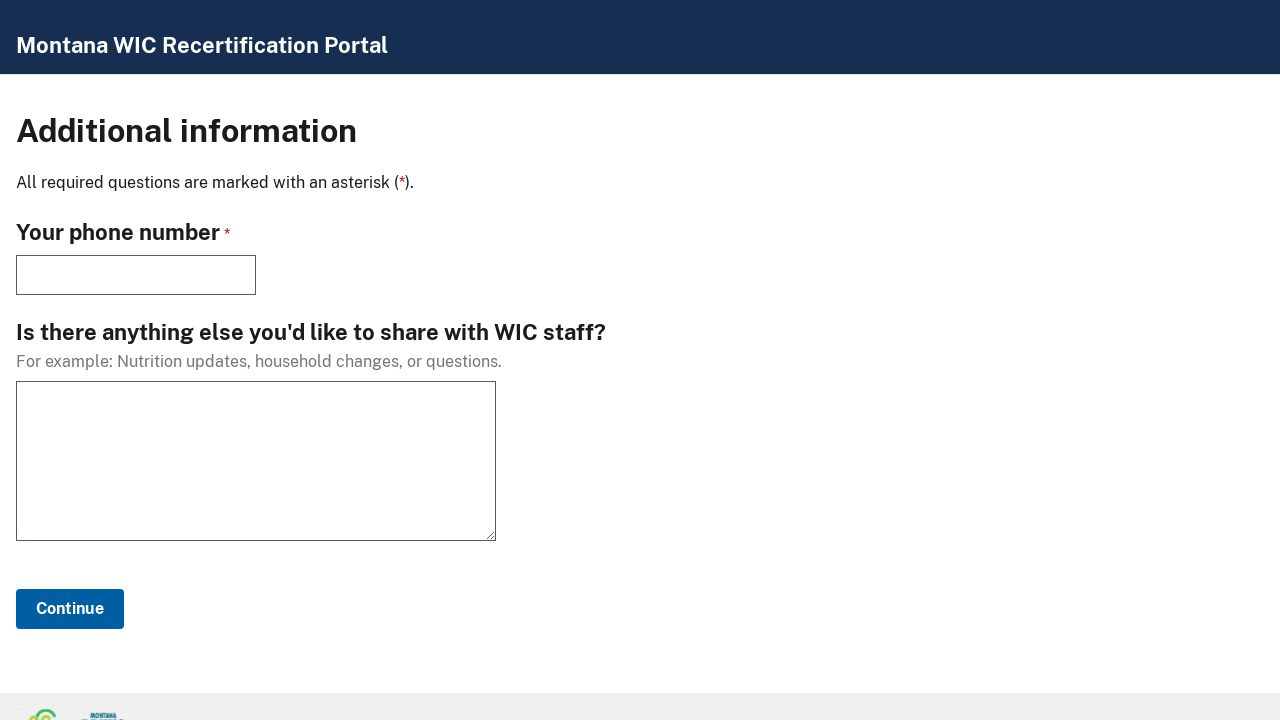 Montana WIC Recertification Portal
Additional information
All required questions are marked with an asterisk (*).
Your phone number *
Is there anything else you'd like to share with WIC staff?
For example: Nutrition updates, household changes, or questions.
Continue
MONTANA